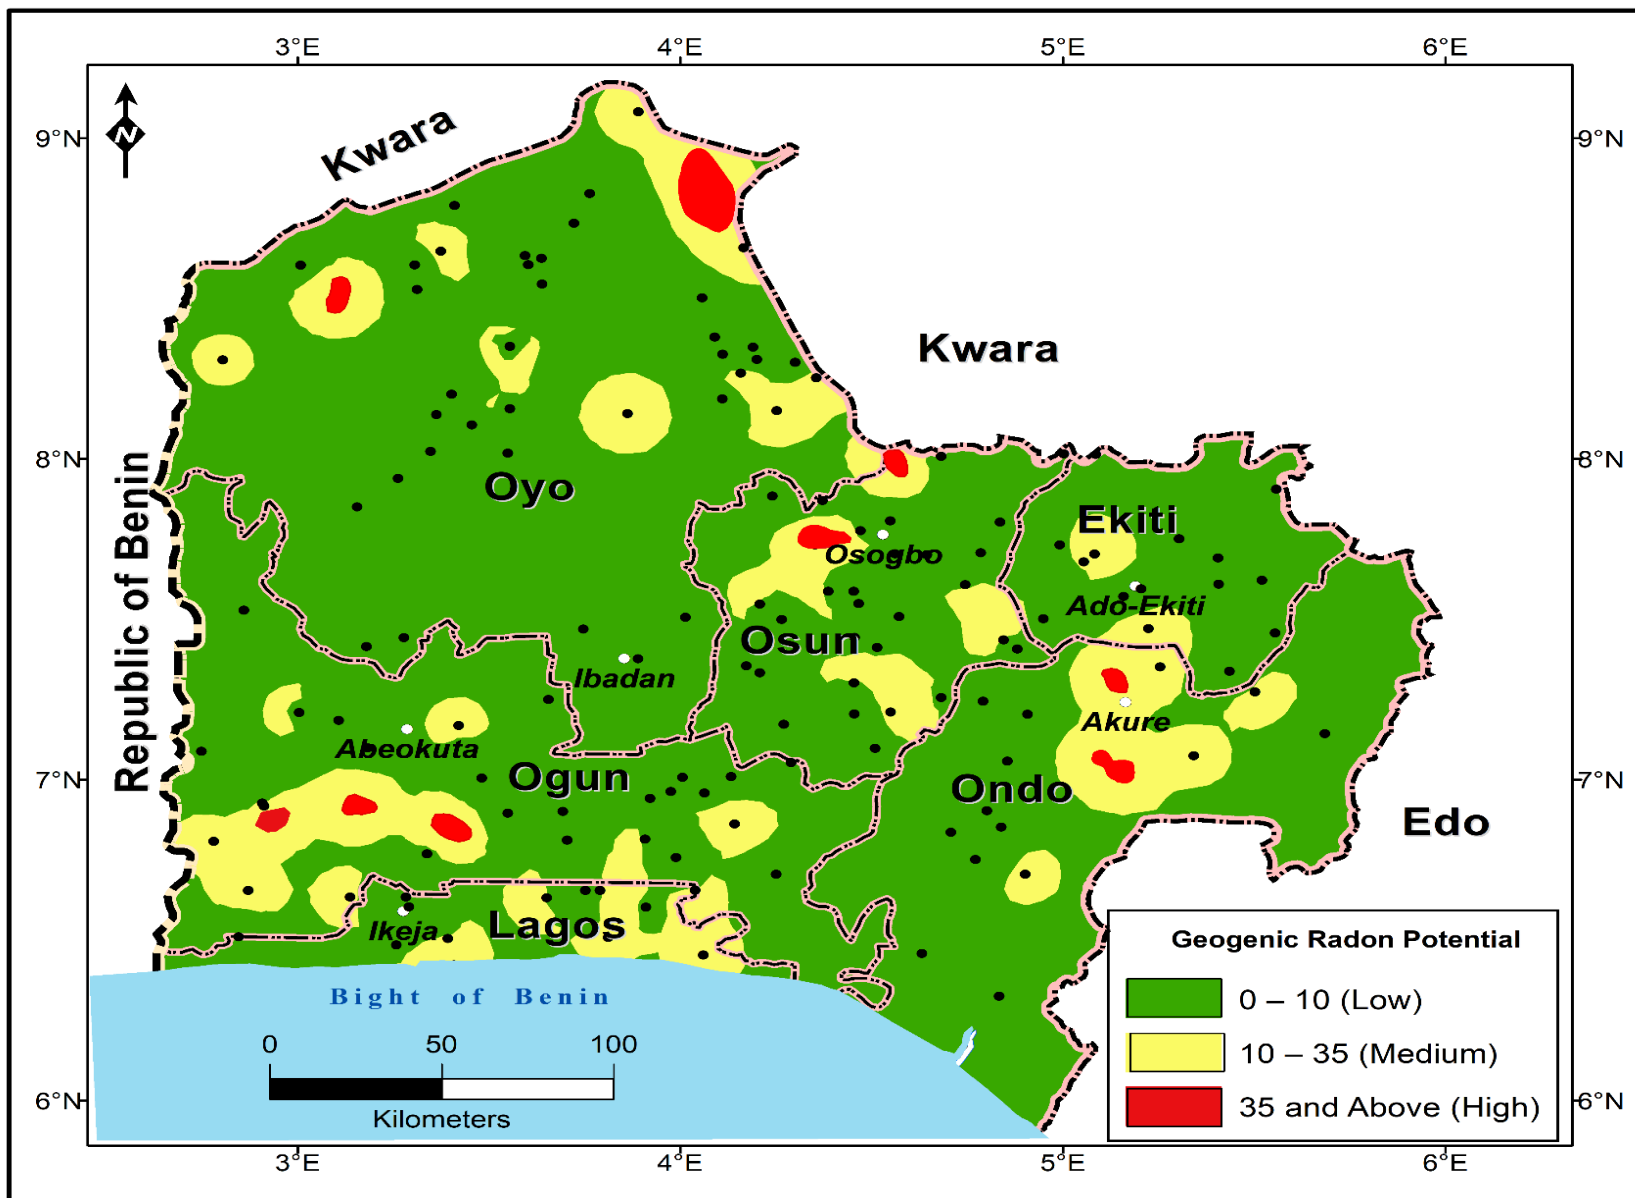 3°E 4°E 5°E 6°E
N
9°N 9°N
Kwara
Kwara
8°N 8°N
Oyo
Ekiti
Osogbo
Ado-Ekiti
Osun
Republic of Benin
Ibadan
Akure
Abeokuta
Ogun
7°N 7°N
Ondo
Edo
Lagos
Ikeja
Bight of Benin
0 50 100
Kilometers
Geogenic Radon Potential
0 – 10 (Low)
10 – 35 (Medium)
35 and Above (High)
6°N 6°N
3°E 4°E 5°E 6°E